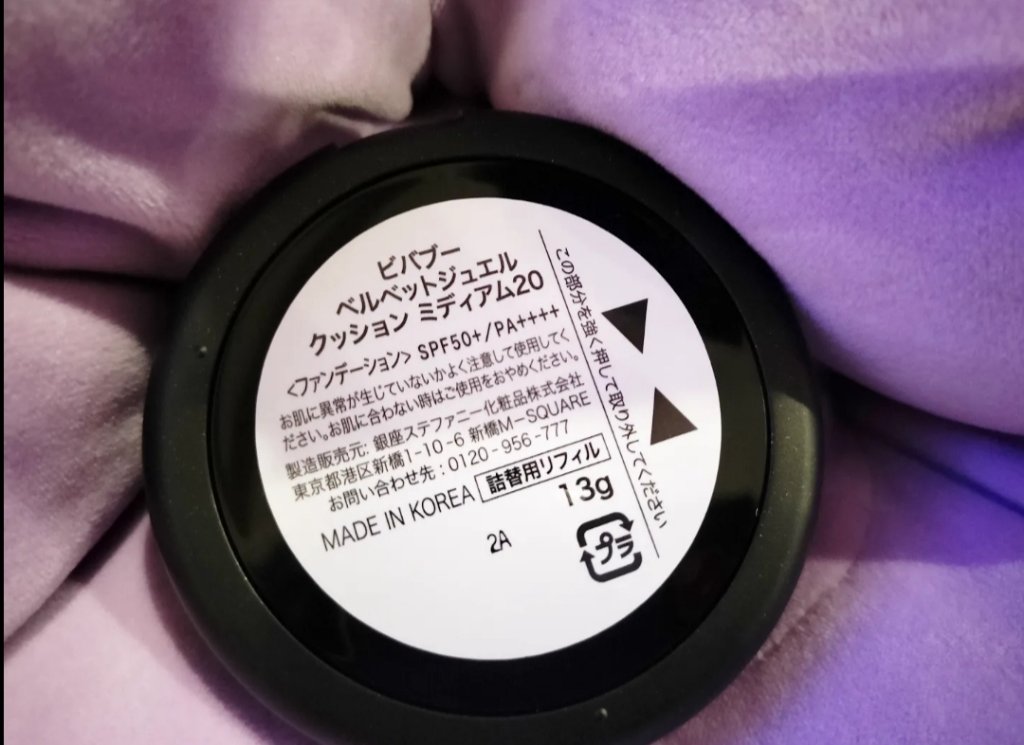 ビバブー
ベルベットジュエル
クッション ミディアム20
<ファンデーション> SPF50+/PA++++
お肌に異常が生じていないかよく注意して使用してく
ださい。お肌に合わない時はご使用をおやめください。
製造販売元: 銀座ステファニー化粧品株式会社
東京都港区新橋1-10-6 新橋M-SQUARE
お問い合わせ先:0120-956-777
MADE IN KOREA 詰替用リフィル
13g
2A
プラ
この部分を強く押して取り外してください